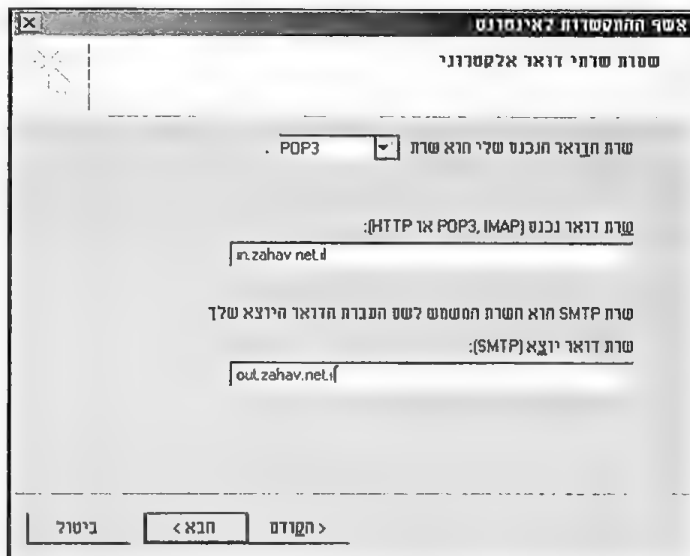 אשף ההתקשרות לאינטרנט
שמות שרתי דואר אלקטרוני
שרת הדואר הנכנס שלי הוא שרת POP3 .
שרת דואר נכנס (POP3, IMAP או HTTP):
in.zahav.net.il
שרת SMTP הוא השרת המשמש לשם העברת הדואר היוצא שלך
שרת דואר יוצא (SMTP):
out.zahav.net.il
< הקודם
הבא >
ביטול